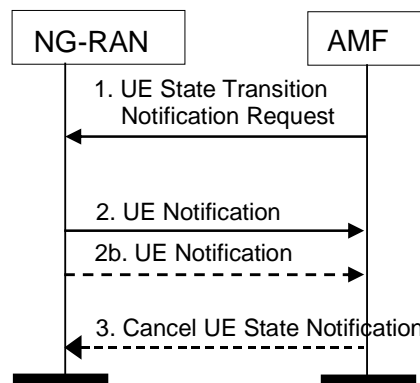 NG-RAN
AMF
1. UE State Transition
Notification Request
2. UE Notification
2b. UE Notification
3. Cancel UE State Notification